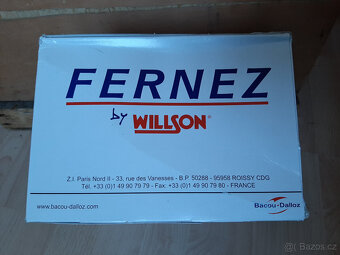 FERNEZ
by WILLSON®
Z.I. Paris Nord II - 33, rue des Vanesses - B.P. 50288 - 95958 ROISSY CDG
Tél. +33 (0)1 49 90 79 79 - Fax +33 (0)1 49 90 79 80 - FRANCE
www.bacou-dalloz.com
Bacou-Dalloz
©Bazos.cz